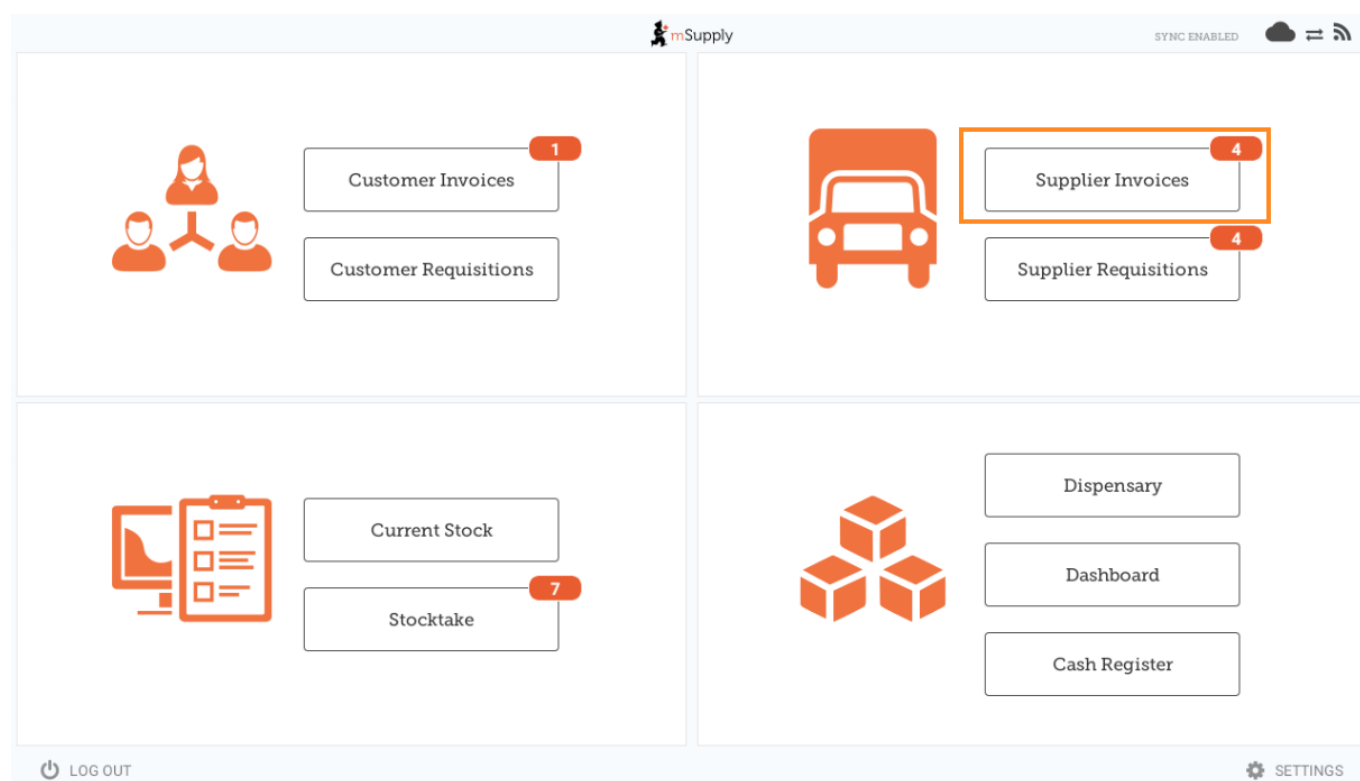 mSupply
SYNC ENABLED
1
Customer Invoices
Customer Requisitions
4
Supplier Invoices
4
Supplier Requisitions
Current Stock
7
Stocktake
Dispensary
Dashboard
Cash Register
LOG OUT
SETTINGS